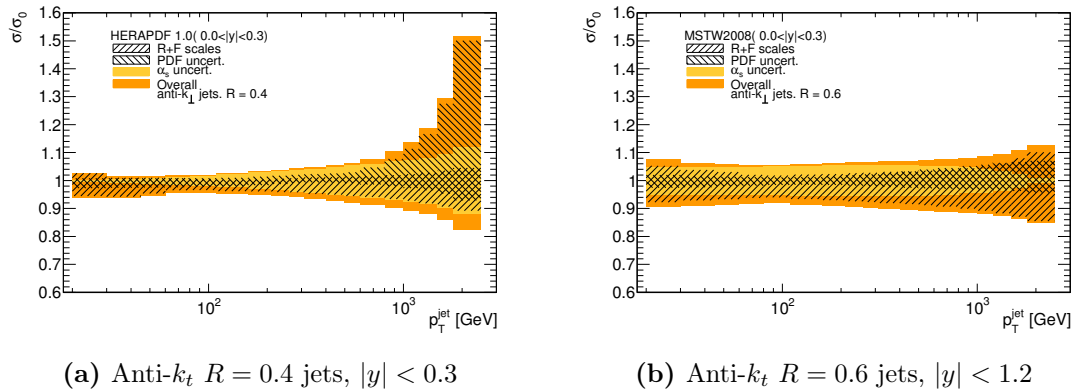 σ/σ₀
1.6
1.5
1.4
1.3
1.2
1.1
1
0.9
0.8
0.7
0.6
HERAPDF 1.0( 0.0<|y|<0.3)
R+F scales
PDF uncert.
αₛ uncert.
Overall
anti-k⊥ jets. R = 0.4
10²
10³
p_T^jet [GeV]
(a) Anti-kₜ R = 0.4 jets, |y| < 0.3
σ/σ₀
1.6
1.5
1.4
1.3
1.2
1.1
1
0.9
0.8
0.7
0.6
MSTW2008( 0.0<|y|<0.3)
R+F scales
PDF uncert.
αₛ uncert.
Overall
anti-k⊥ jets. R = 0.6
10²
10³
p_T^jet [GeV]
(b) Anti-kₜ R = 0.6 jets, |y| < 1.2